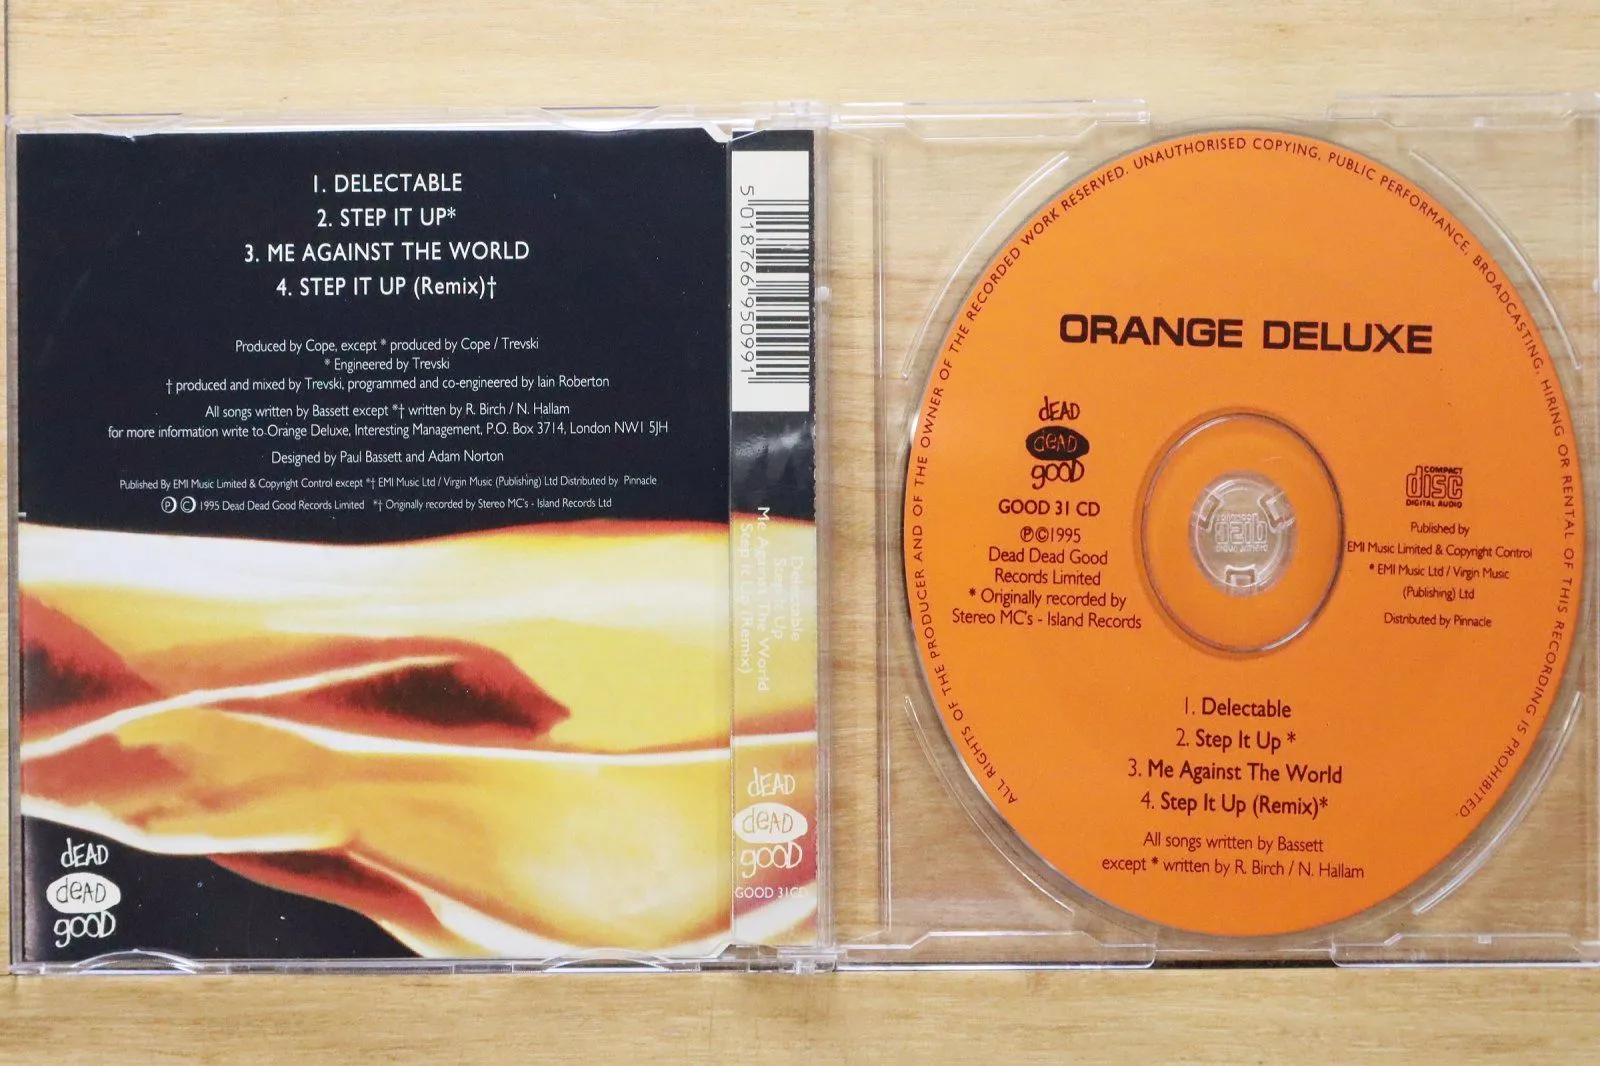 1. DELECTABLE
2. STEP IT UP*
3. ME AGAINST THE WORLD
4. STEP IT UP (Remix)†
Produced by Cope, except * produced by Cope / Trevski
* Engineered by Trevski
† produced and mixed by Trevski, programmed and co-engineered by Iain Roberton
All songs written by Bassett except *† written by R. Birch / N. Hallam
for more information write to Orange Deluxe, Interesting Management, P.O. Box 3714, London NW1 5JH
Designed by Paul Bassett and Adam Norton
Published By EMI Music Limited & Copyright Control except *† EMI Music Ltd / Virgin Music (Publishing) Ltd Distributed by Pinnacle
Ⓟ Ⓒ 1995 Dead Dead Good Records Limited *† Originally recorded by Stereo MC's - Island Records Ltd
dEAD
deAD
gooD
5 018766 950991
Delectable
Step It Up
Me Against The World
Step It Up (Remix)
dEAD
deAD
gooD
GOOD 31CD
ALL RIGHTS OF THE PRODUCER AND OF THE OWNER OF THE RECORDED WORK RESERVED. UNAUTHORISED COPYING, PUBLIC PERFORMANCE, BROADCASTING, HIRING OR RENTAL OF THIS RECORDING IS PROHIBITED.
ORANGE DELUXE
dEAD
deAD
gooD
GOOD 31 CD
Ⓟ©1995
Dead Dead Good
Records Limited
* Originally recorded by
Stereo MC's - Island Records
COMPACT
disc
DIGITAL AUDIO
Published by
EMI Music Limited & Copyright Control
* EMI Music Ltd / Virgin Music
(Publishing) Ltd
Distributed by Pinnacle
1. Delectable
2. Step It Up *
3. Me Against The World
4. Step It Up (Remix)*
All songs written by Bassett
except * written by R. Birch / N. Hallam